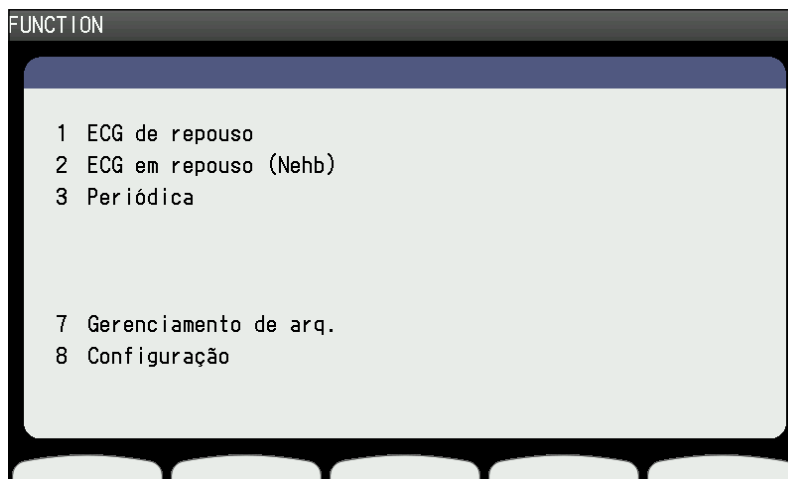 FUNCTION
1 ECG de repouso
2 ECG em repouso (Nehb)
3 Periódica
7 Gerenciamento de arq.
8 Configuração